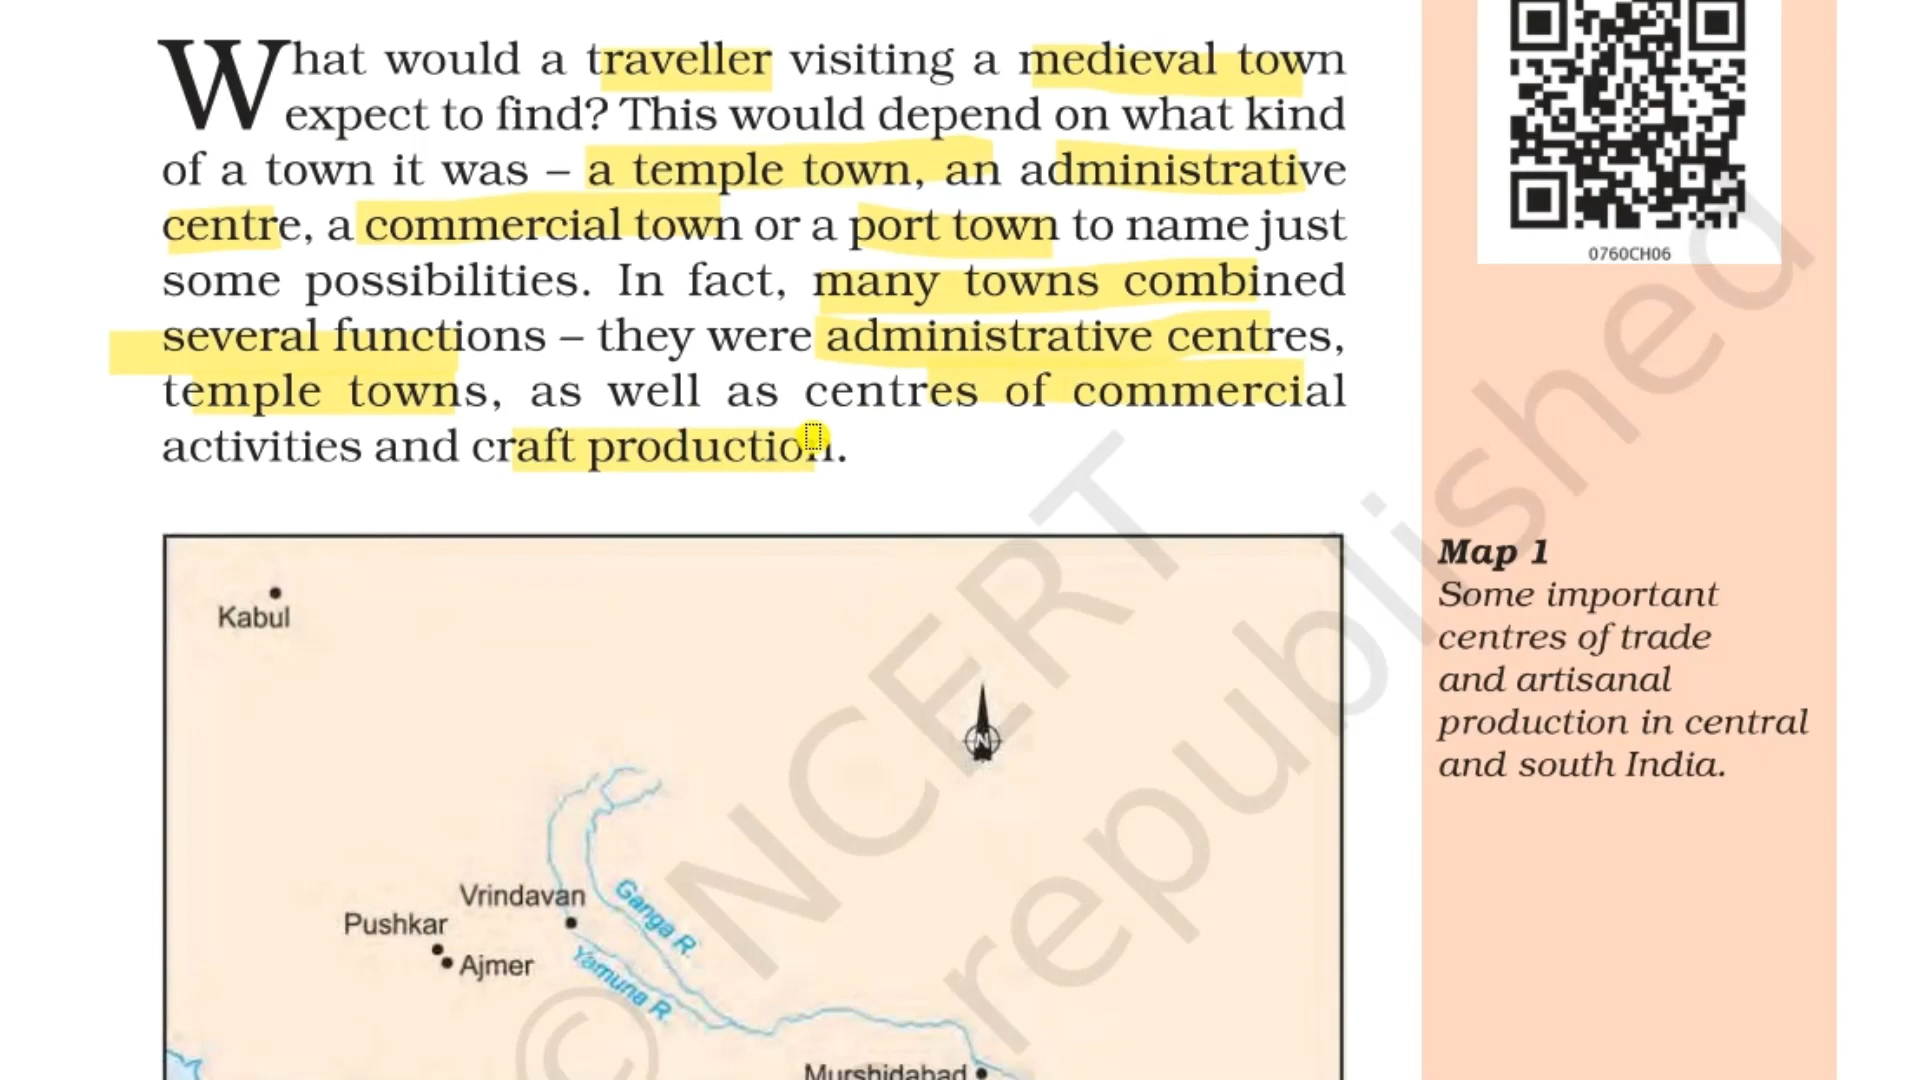 What would a traveller visiting a medieval town
expect to find? This would depend on what kind
of a town it was – a temple town, an administrative
centre, a commercial town or a port town to name just
some possibilities. In fact, many towns combined
several functions – they were administrative centres,
temple towns, as well as centres of commercial
activities and craft production.
0760CH06
Map 1
Some important
centres of trade
and artisanal
production in central
and south India.
Kabul
N
Vrindavan
Pushkar
Ajmer
Ganga R.
Yamuna R.
Murshidabad
© NCERT
republished